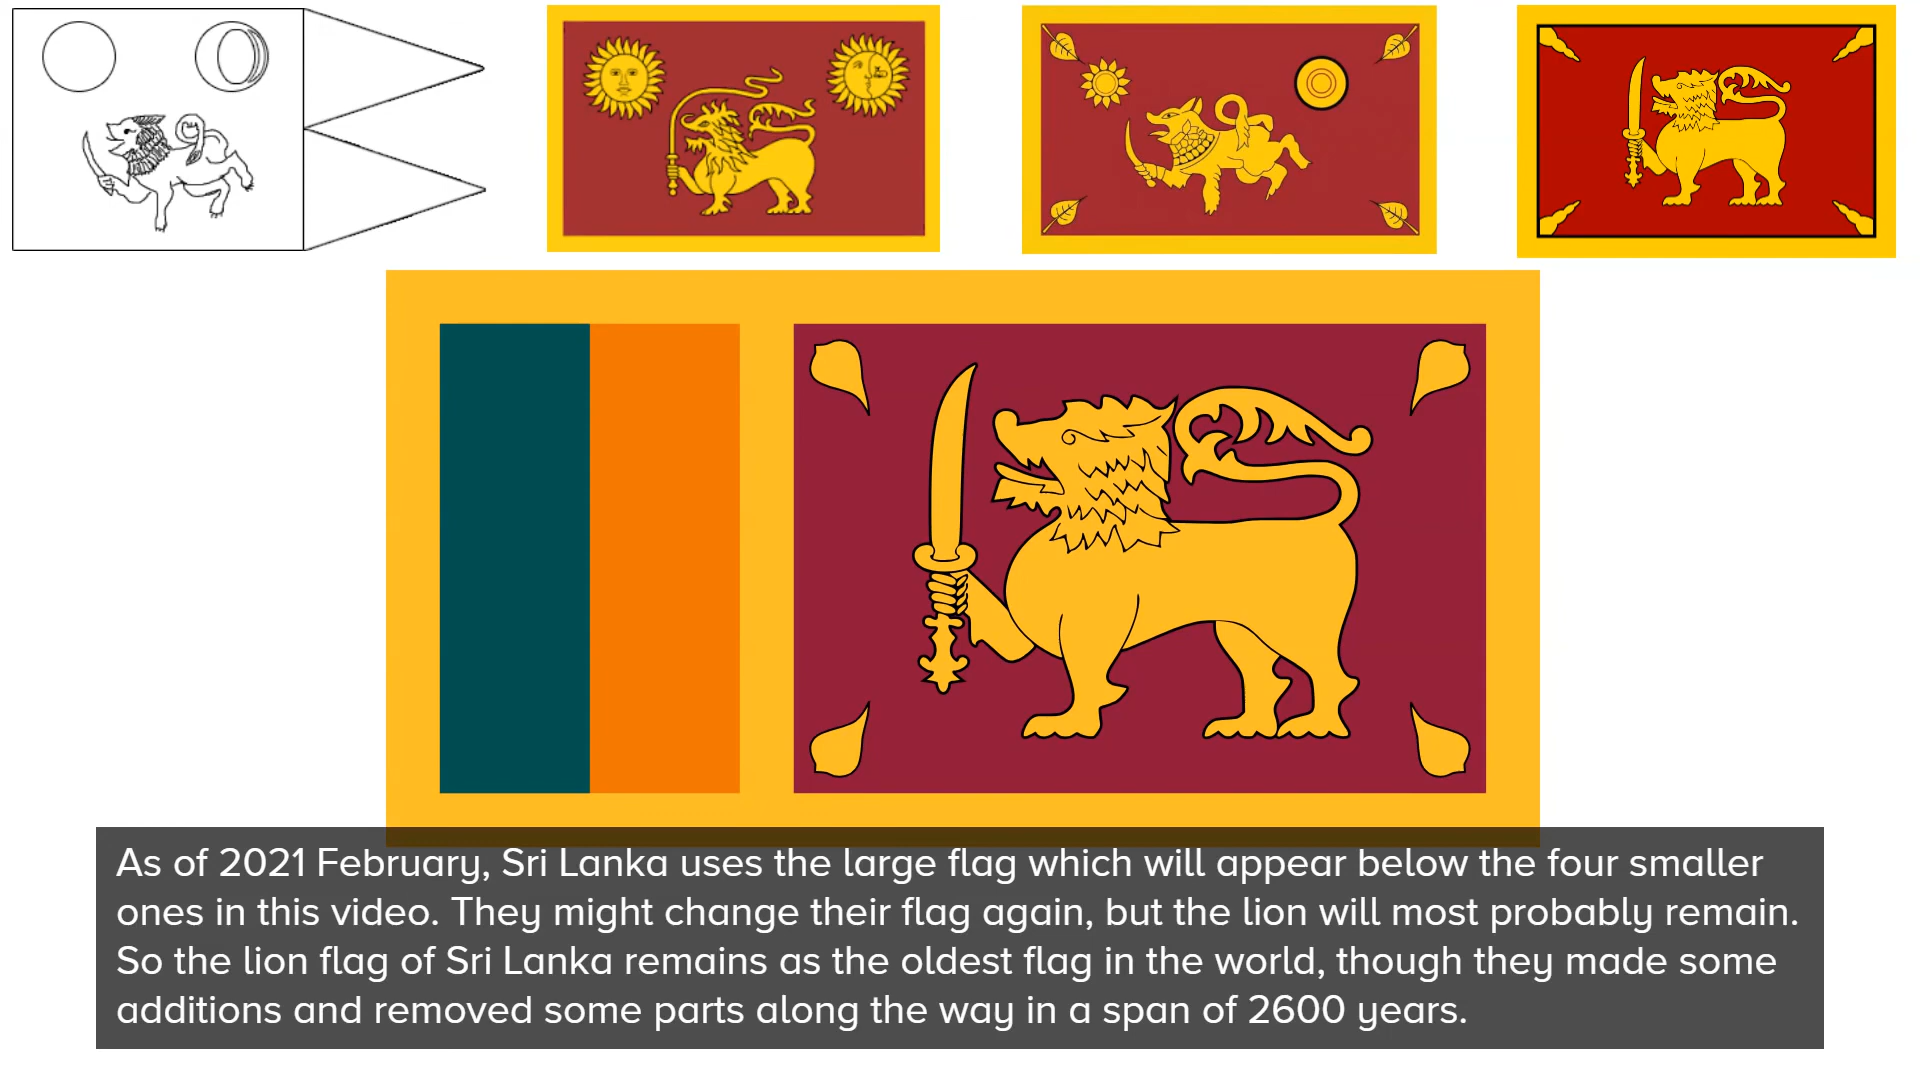 As of 2021 February, Sri Lanka uses the large flag which will appear below the four smaller
ones in this video. They might change their flag again, but the lion will most probably remain.
So the lion flag of Sri Lanka remains as the oldest flag in the world, though they made some
additions and removed some parts along the way in a span of 2600 years.